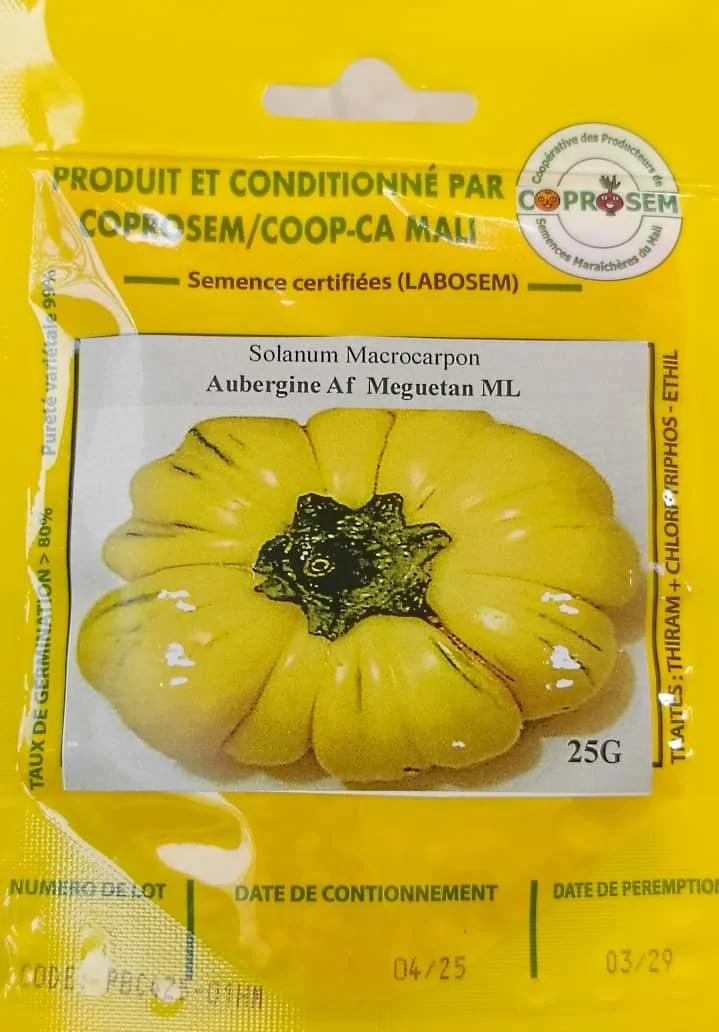 PRODUIT ET CONDITIONNÉ PAR
COPROSEM/COOP-CA MALI
Semence certifiées (LABOSEM)
Coopérative des Producteurs de
COPROSEM
Semences Maraîchères du Mali
Pureté variétale 99%
TAUX DE GERMINATION > 80%
Solanum Macrocarpon
Aubergine Af Meguetan ML
25G
TRAITÉS : THIRAM + CHLORPYRIPHOS - ETHIL
NUMERO DE LOT
DATE DE CONTIONNEMENT
DATE DE PEREMPTION
CODE:
04/25
03/29